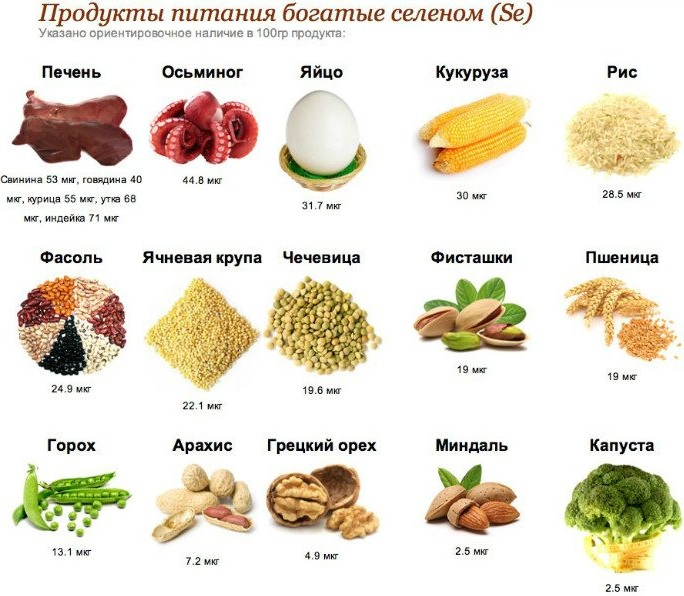 Продукты питания богатые селеном (Se)
Указано ориентировочное наличие в 100гр продукта:
Печень
Свинина 53 мкг, говядина 40
мкг, курица 55 мкг, утка 68
мкг, индейка 71 мкг
Осьминог
44.8 мкг
Яйцо
31.7 мкг
Кукуруза
30 мкг
Рис
28.5 мкг
Фасоль
24.9 мкг
Ячневая крупа
22.1 мкг
Чечевица
19.6 мкг
Фисташки
19 мкг
Пшеница
19 мкг
Горох
13.1 мкг
Арахис
7.2 мкг
Грецкий орех
4.9 мкг
Миндаль
2.5 мкг
Капуста
2.5 мкг